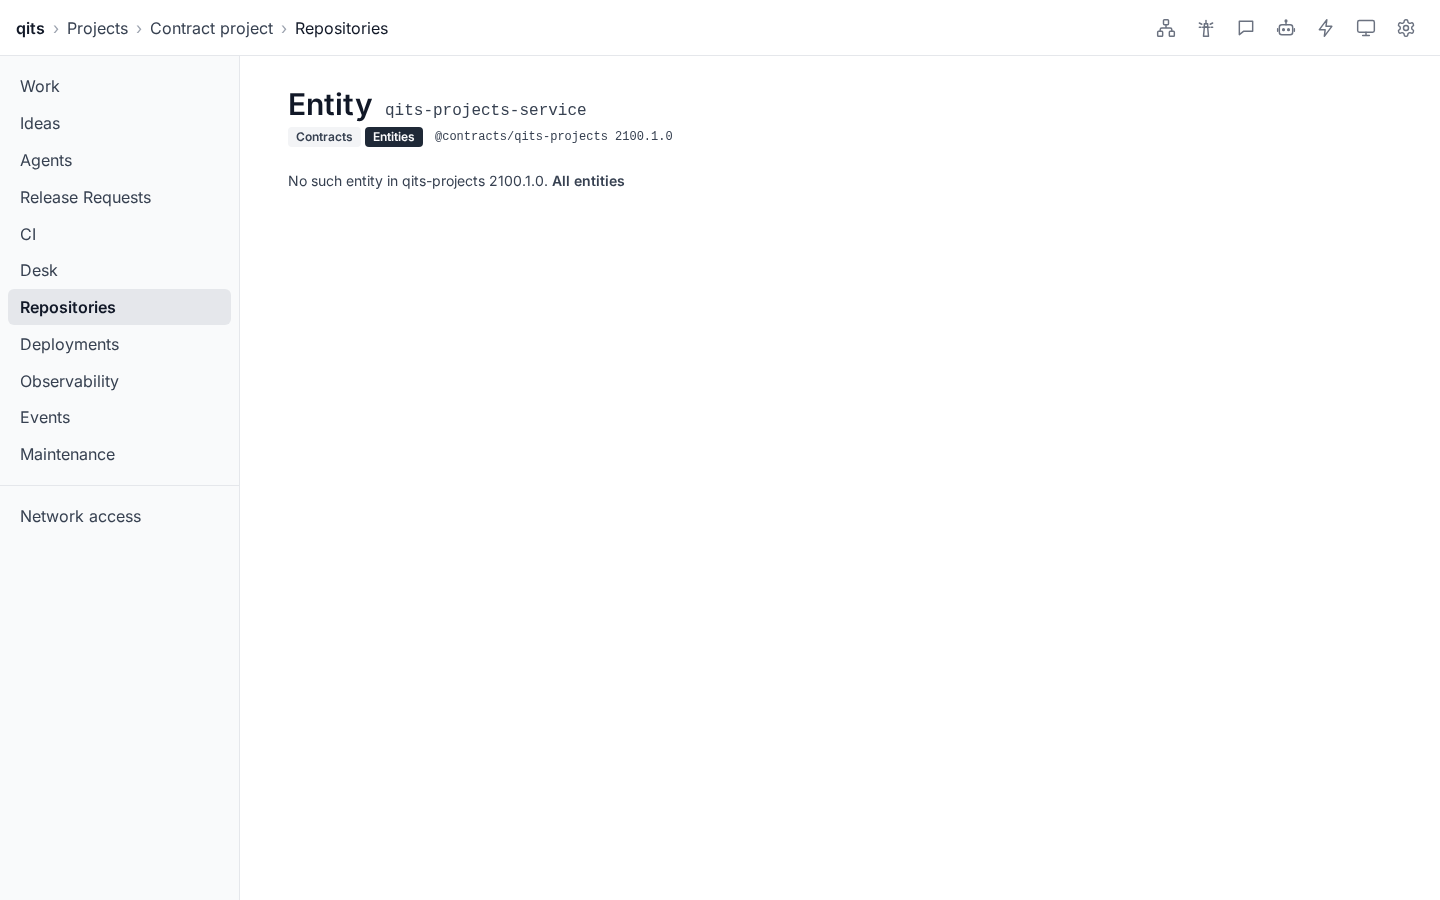 qits › Projects › Contract project › Repositories
Work
Ideas
Agents
Release Requests
CI
Desk
Repositories
Deployments
Observability
Events
Maintenance
Network access
Entity qits-projects-service
Contracts Entities @contracts/qits-projects 2100.1.0
No such entity in qits-projects 2100.1.0. All entities